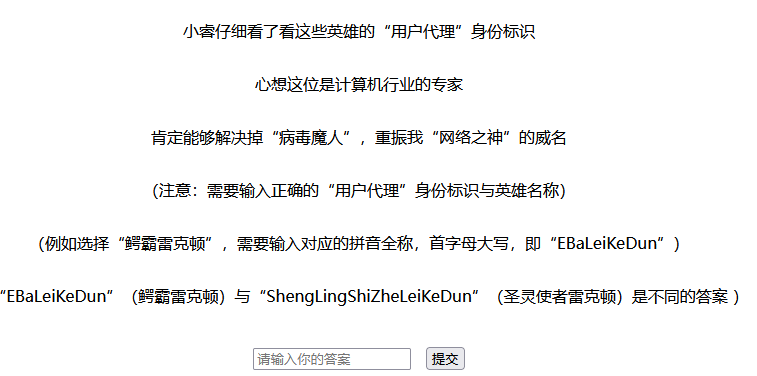 小睿仔细看了看这些英雄的“用户代理”身份标识
心想这位是计算机行业的专家
肯定能够解决掉“病毒魔人”，重振我“网络之神”的威名
（注意：需要输入正确的“用户代理”身份标识与英雄名称）
（例如选择“鳄霸雷克顿”，需要输入对应的拼音全称，首字母大写，即“EBaLeiKeDun”）
“EBaLeiKeDun”（鳄霸雷克顿）与“ShengLingShiZheLeiKeDun”（圣灵使者雷克顿）是不同的答案 ）
请输入你的答案 提交